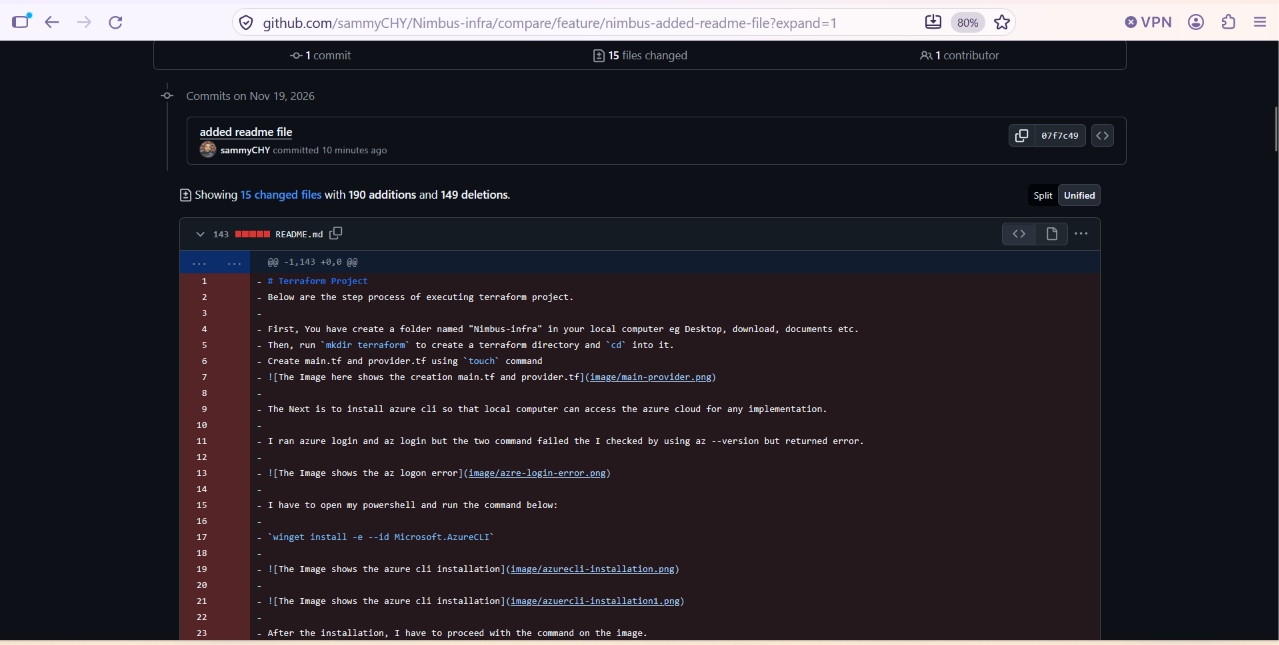 github.com/sammyCHY/Nimbus-infra/compare/feature/nimbus-added-readme-file?expand=1
80%
VPN
1 commit
15 files changed
1 contributor
Commits on Nov 19, 2026
added readme file
07f7c49
sammyCHY committed 10 minutes ago
Showing 15 changed files with 190 additions and 149 deletions.
Split Unified
143 README.md
... ... @@ -1,143 +0,0 @@
1 - # Terraform Project
2 - Below are the step process of executing terraform project.
3 -
4 - First, You have create a folder named "Nimbus-infra" in your local computer eg Desktop, download, documents etc.
5 - Then, run `mkdir terraform` to create a terraform directory and `cd` into it.
6 - Create main.tf and provider.tf using `touch` command
7 - ![The Image here shows the creation main.tf and provider.tf](image/main-provider.png)
8 -
9 - The Next is to install azure cli so that local computer can access the azure cloud for any implementation.
10 -
11 - I ran azure login and az login but the two command failed the I checked by using az --version but returned error.
12 -
13 - ![The Image shows the az logon error](image/azre-login-error.png)
14 -
15 - I have to open my powershell and run the command below:
16 -
17 - `winget install -e --id Microsoft.AzureCLI`
18 -
19 - ![The Image shows the azure cli installation](image/azurecli-installation.png)
20 -
21 - ![The Image shows the azure cli installation](image/azuercli-installation1.png)
22 -
23 - After the installation, I have to proceed with the command on the image.